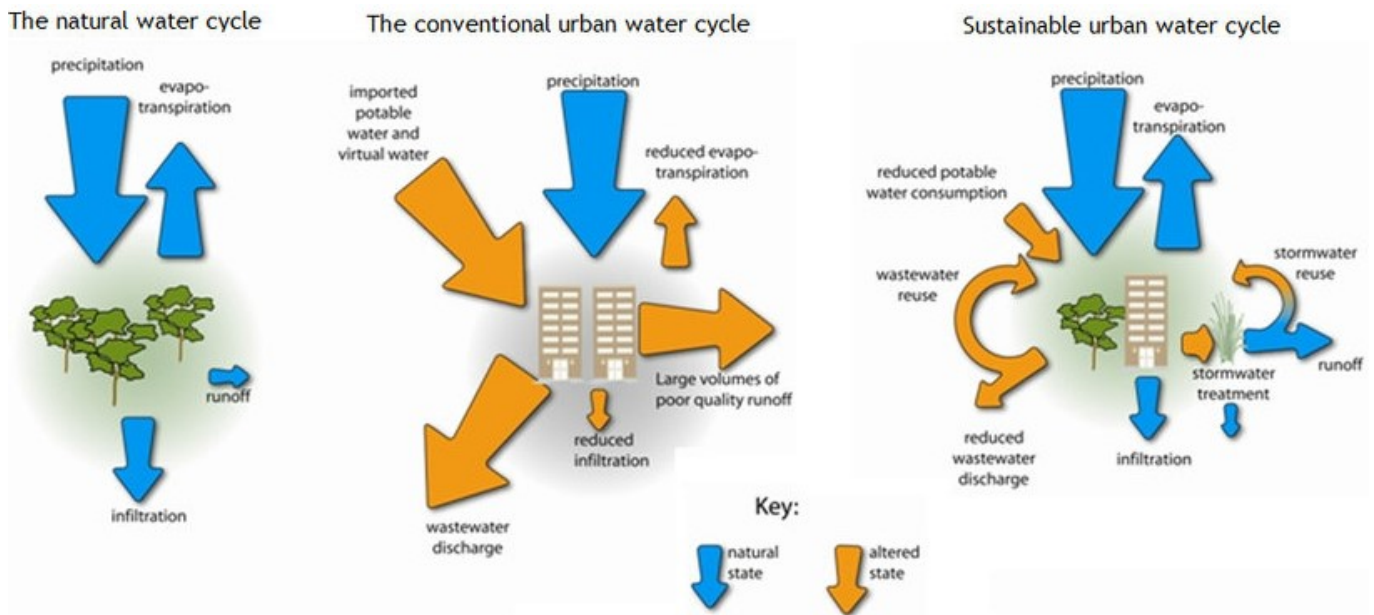 The natural water cycle
precipitation
evapo-
transpiration
runoff
infiltration
The conventional urban water cycle
imported
potable
water and
virtual water
precipitation
reduced evapo-
transpiration
Large volumes of
poor quality runoff
reduced
infiltration
wastewater
discharge
Sustainable urban water cycle
precipitation
evapo-
transpiration
reduced potable
water consumption
wastewater
reuse
stormwater
reuse
runoff
stormwater
treatment
infiltration
reduced
wastewater
discharge
Key:
natural
state
altered
state